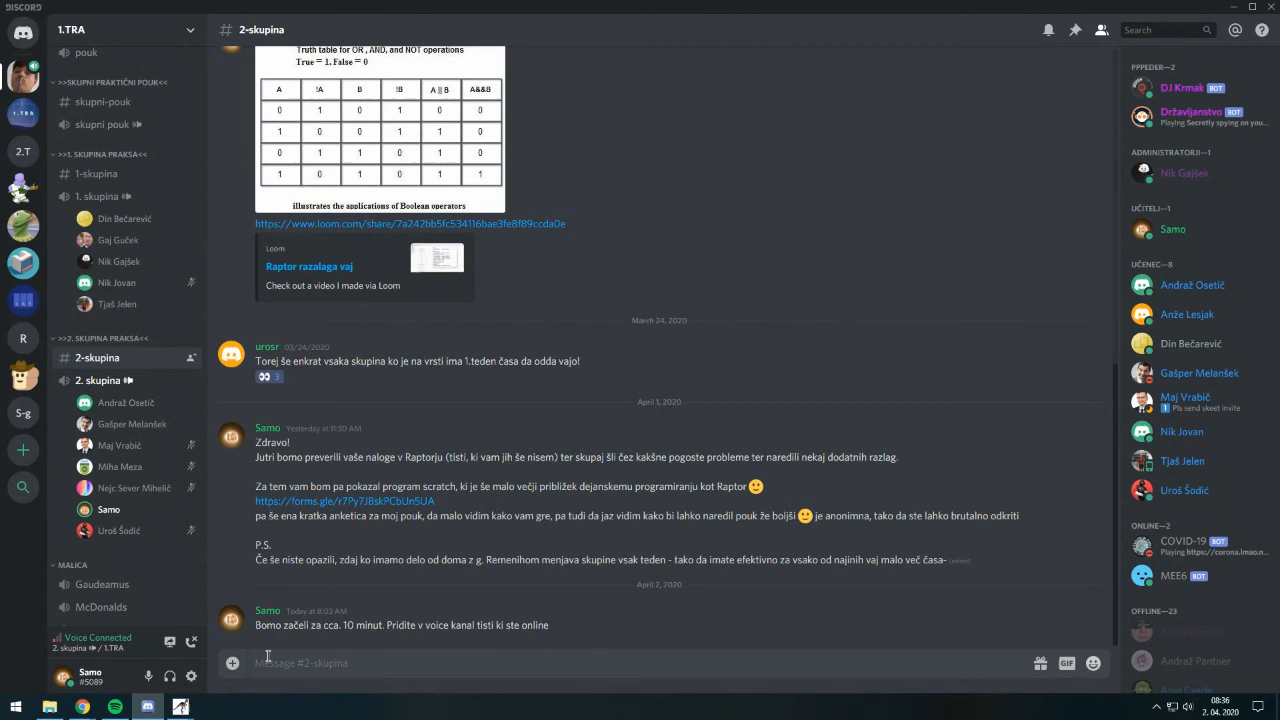 DISCORD
1.TRA
# 2-skupina
Search
pouk
>>SKUPNI PRAKTIČNI POUK<<
skupni-pouk
skupni pouk
>>1. SKUPINA PRAKSA<<
1-skupina
1. skupina
Din Bečarević
Gaj Guček
Nik Gajšek
Nik Jovan
Tjaš Jelen
>>2. SKUPINA PRAKSA<<
2-skupina
2. skupina
Andraž Osetič
Gašper Melanšek
Maj Vrabič
Miha Meza
Nejc Sever Mihelič
Samo
Uroš Šodić
MALICA
Gaudeamus
McDonalds
Voice Connected
2. skupina / 1.TRA
Samo
#5089
1.TRB
2.T
R
S-g
Truth table for OR , AND, and NOT operations
True = 1. False = 0
A !A B !B A || B A&&B
0 1 0 1 0 0
1 0 0 1 1 0
0 1 1 0 1 0
1 0 1 0 1 1
illustrates the applications of Boolean operators
https://www.loom.com/share/7a242bb5fc534116bae3fe8f89ccda0e
Loom
Raptor razalaga vaj
Check out a video I made via Loom
March 24, 2020
urosr 03/24/2020
Torej še enkrat vsaka skupina ko je na vrsti ima 1.teden časa da odda vajo!
👀 3
April 1, 2020
Samo Yesterday at 11:30 AM
Zdravo!
Jutri bomo preverili vaše naloge v Raptorju (tisti, ki vam jih še nisem) ter skupaj šli čez kakšne pogoste probleme ter naredili nekaj dodatnih razlag.
Za tem vam bom pa pokazal program scratch, ki je še malo večji približek dejanskemu programiranju kot Raptor 🙂
https://forms.gle/r7Py7JBskPCbUn5UA
pa še ena kratka anketica za moj pouk, da malo vidim kako vam gre, pa tudi da jaz vidim kako bi lahko naredil pouk že boljši 🙂 je anonimna, tako da ste lahko brutalno odkriti
P.S.
Če še niste opazili, zdaj ko imamo delo od doma z g. Remenihom menjava skupine vsak teden - tako da imate efektivno za vsako od najinih vaj malo več časa- (edited)
April 2, 2020
Samo Today at 8:03 AM
Bomo začeli za cca. 10 minut. Pridite v voice kanal tisti ki ste online
Message #2-skupina
GIF
PPPEDER—2
DJ Krmak BOT
Državljanstvo BOT
Playing Secretly spying on you...
ADMINISTRATORJI—1
Nik Gajšek
UČITELJ—1
Samo
UČENEC—8
Andraž Osetič
Anže Lesjak
Din Bečarević
Gašper Melanšek
Maj Vrabič
1 Pls send skeet invite
Nik Jovan
Tjaš Jelen
Uroš Šodić
ONLINE—2
COVID-19 BOT
Playing https://corona.lmao.n...
MEE6 BOT
OFFLINE—23
Andraž Pantner
08:36
2. 04. 2020